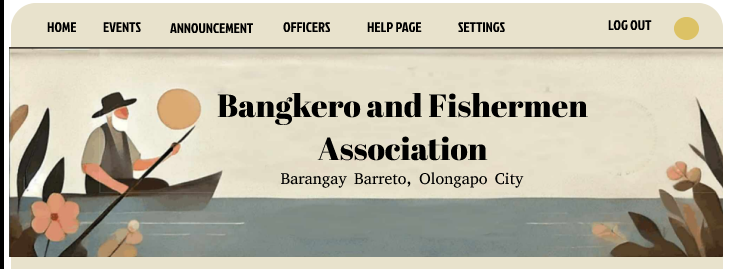 HOME EVENTS ANNOUNCEMENT OFFICERS HELP PAGE SETTINGS LOG OUT
Bangkero and Fishermen
Association
Barangay Barreto, Olongapo City